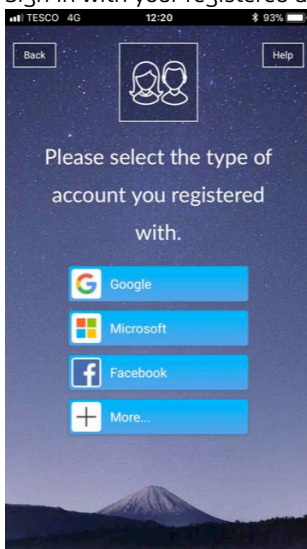 Sign in with your registered a
TESCO 4G 12:20 93%
Back
Help
Please select the type of
account you registered
with.
Google
Microsoft
Facebook
More...